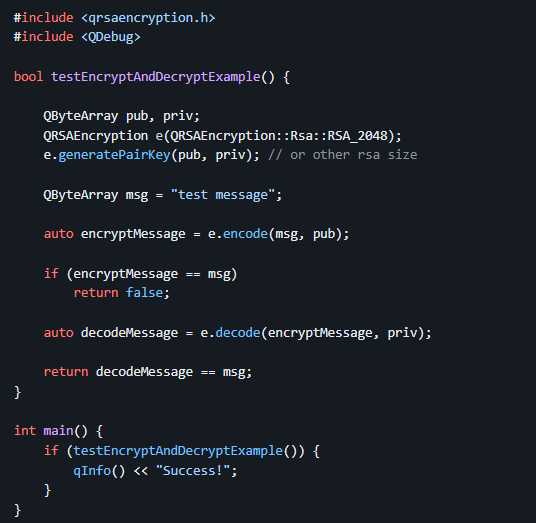 #include <qrsaencryption.h>
#include <QDebug>
bool testEncryptAndDecryptExample() {
QByteArray pub, priv;
QRSAEncryption e(QRSAEncryption::Rsa::RSA_2048);
e.generatePairKey(pub, priv); // or other rsa size
QByteArray msg = "test message";
auto encryptMessage = e.encode(msg, pub);
if (encryptMessage == msg)
return false;
auto decodeMessage = e.decode(encryptMessage, priv);
return decodeMessage == msg;
}
int main() {
if (testEncryptAndDecryptExample()) {
qInfo() << "Success!";
}
}